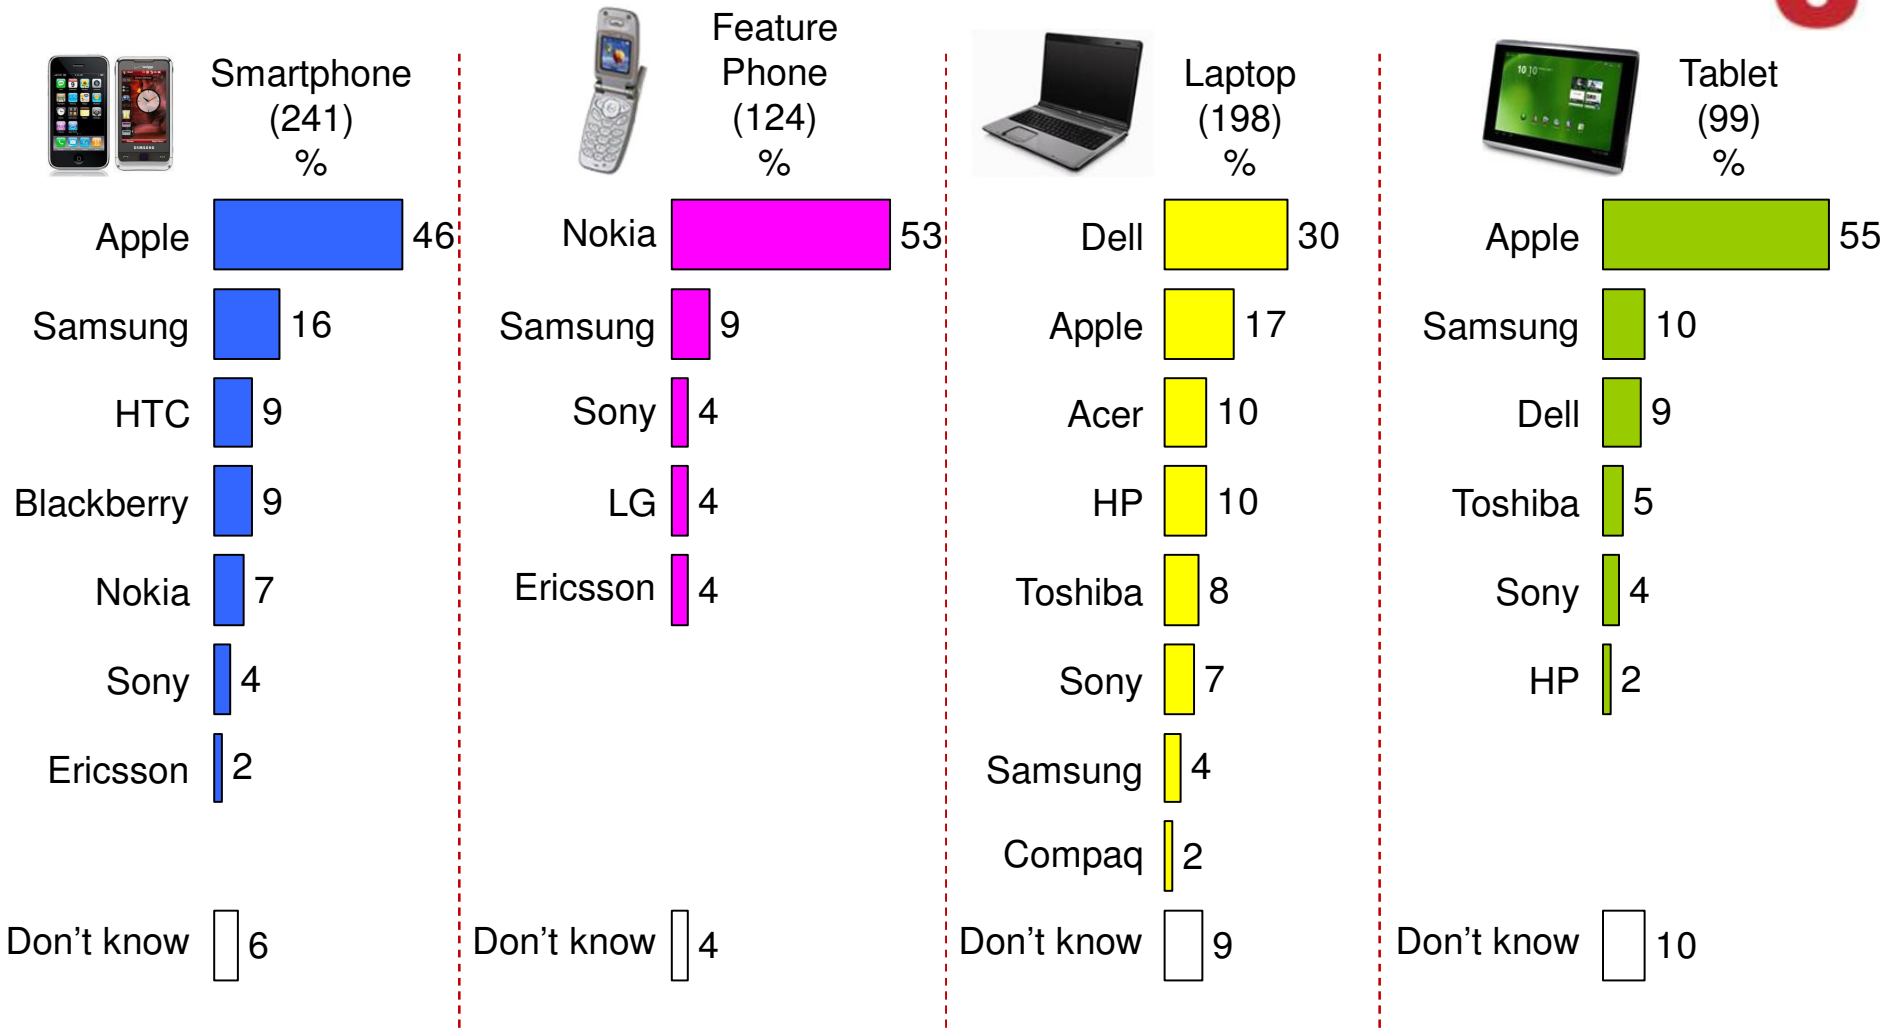 Smartphone
(241)
%
Apple 46
Samsung 16
HTC 9
Blackberry 9
Nokia 7
Sony 4
Ericsson 2
Don't know 6
Feature
Phone
(124)
%
Nokia 53
Samsung 9
Sony 4
LG 4
Ericsson 4
Don't know 4
Laptop
(198)
%
Dell 30
Apple 17
Acer 10
HP 10
Toshiba 8
Sony 7
Samsung 4
Compaq 2
Don't know 9
Tablet
(99)
%
Apple 55
Samsung 10
Dell 9
Toshiba 5
Sony 4
HP 2
Don't know 10
SAMSUNG
10 10